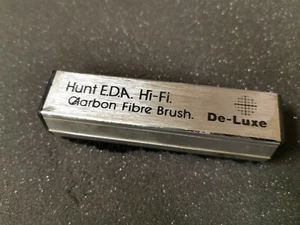 Hunt E.D.A. Hi-Fi.
Carbon Fibre Brush.
De-Luxe